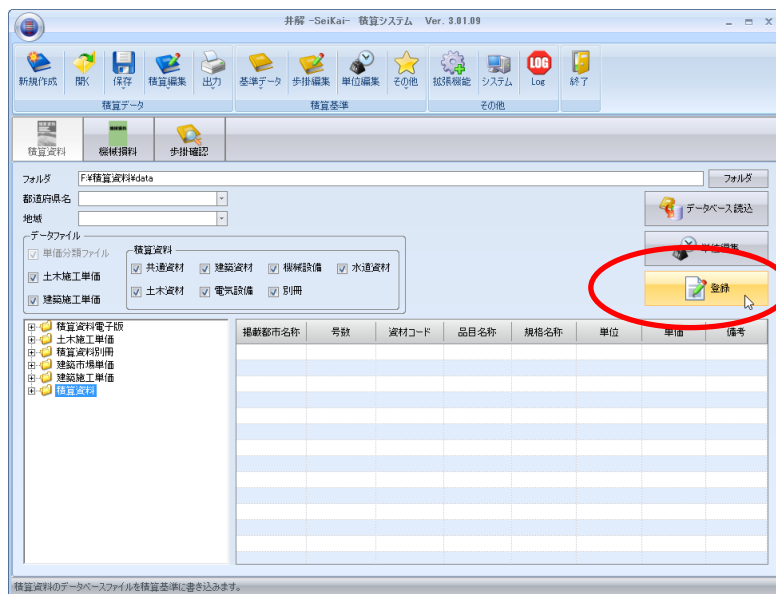 井解 -SeiKai- 積算システム Ver. 3.01.09
新規作成 開く 保存 積算編集 出力 基準データ 歩掛編集 単位編集 その他 拡張機能 システム Log 終了
LOG
積算データ 積算基準 その他
積算資料 機械損料 歩掛確認
フォルダ F:¥積算資料¥data フォルダ
都道府県名
地域
データベース読込
単位編集
登録
データファイル
単価分類ファイル
土木施工単価
建築施工単価
積算資料
共通資材 建築資材 機械設備 水道資材
土木資材 電気設備 別冊
積算資料電子版
土木施工単価
積算資料別冊
建築市場単価
建築施工単価
積算資料
掲載都市名称 号数 資材コード 品目名称 規格名称 単位 単価 備考
積算資料のデータベースファイルを積算基準に書き込みます。